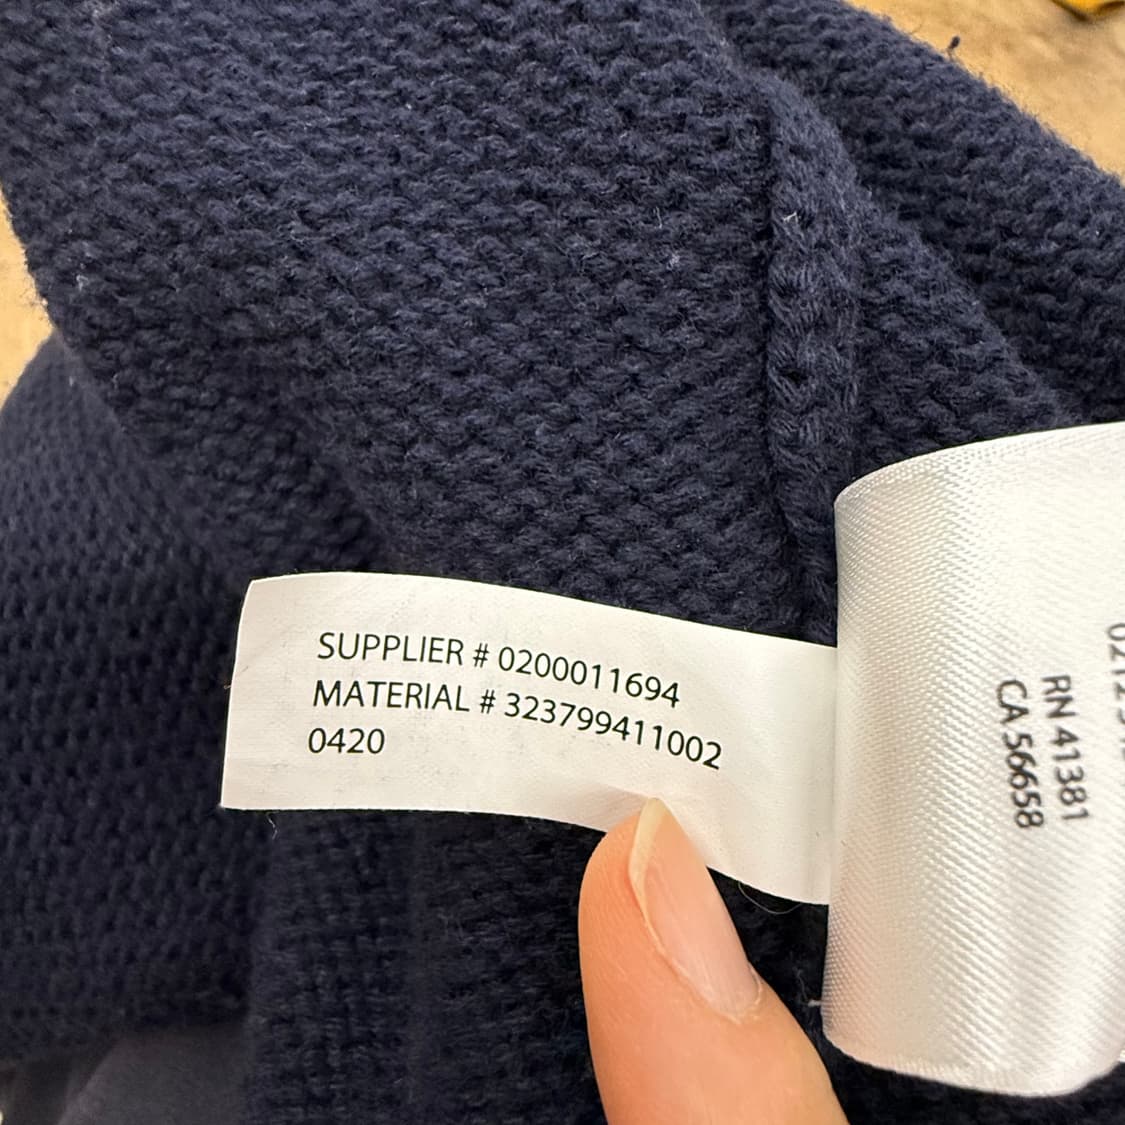 SUPPLIER # 0200011694
MATERIAL # 323799411002
0420
RN 41381
CA 56658